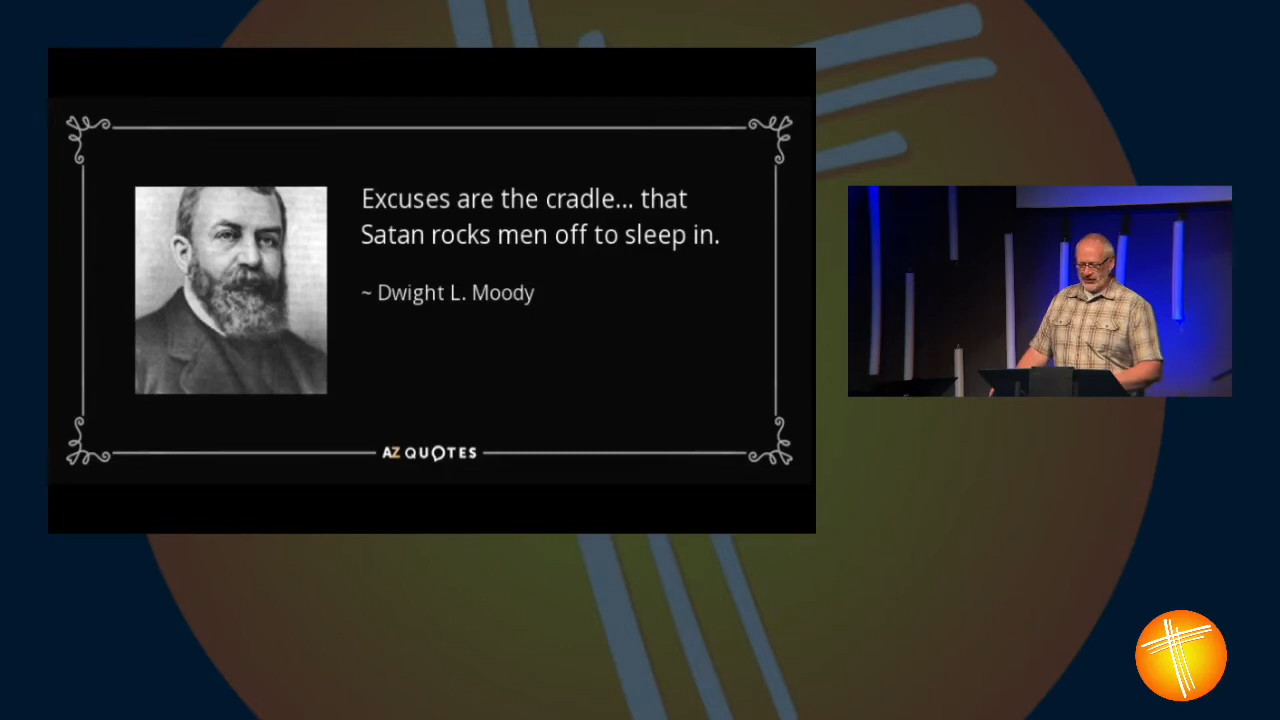 Excuses are the cradle... that
Satan rocks men off to sleep in.
~ Dwight L. Moody
AZ QUOTES